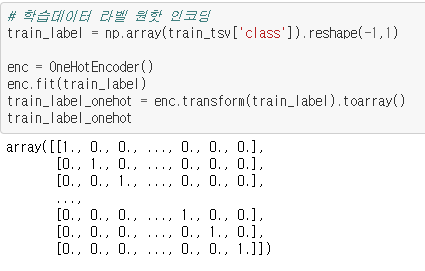 # 학습데이터 라벨 원핫 인코딩
train_label = np.array(train_tsv['class']).reshape(-1,1)
enc = OneHotEncoder()
enc.fit(train_label)
train_label_onehot = enc.transform(train_label).toarray()
train_label_onehot
array([[1., 0., 0., ..., 0., 0., 0.],
[0., 1., 0., ..., 0., 0., 0.],
[0., 0., 1., ..., 0., 0., 0.],
...,
[0., 0., 0., ..., 1., 0., 0.],
[0., 0., 0., ..., 0., 1., 0.],
[0., 0., 0., ..., 0., 0., 1.]])